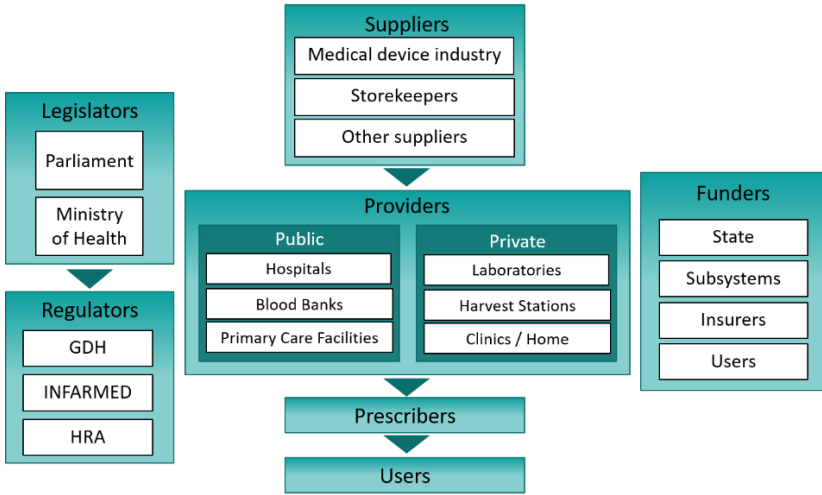 Suppliers
Medical device industry
Storekeepers
Other suppliers
Legislators
Parliament
Ministry
of Health
Regulators
GDH
INFARMED
HRA
Providers
Public
Hospitals
Blood Banks
Primary Care Facilities
Private
Laboratories
Harvest Stations
Clinics / Home
Prescribers
Users
Funders
State
Subsystems
Insurers
Users